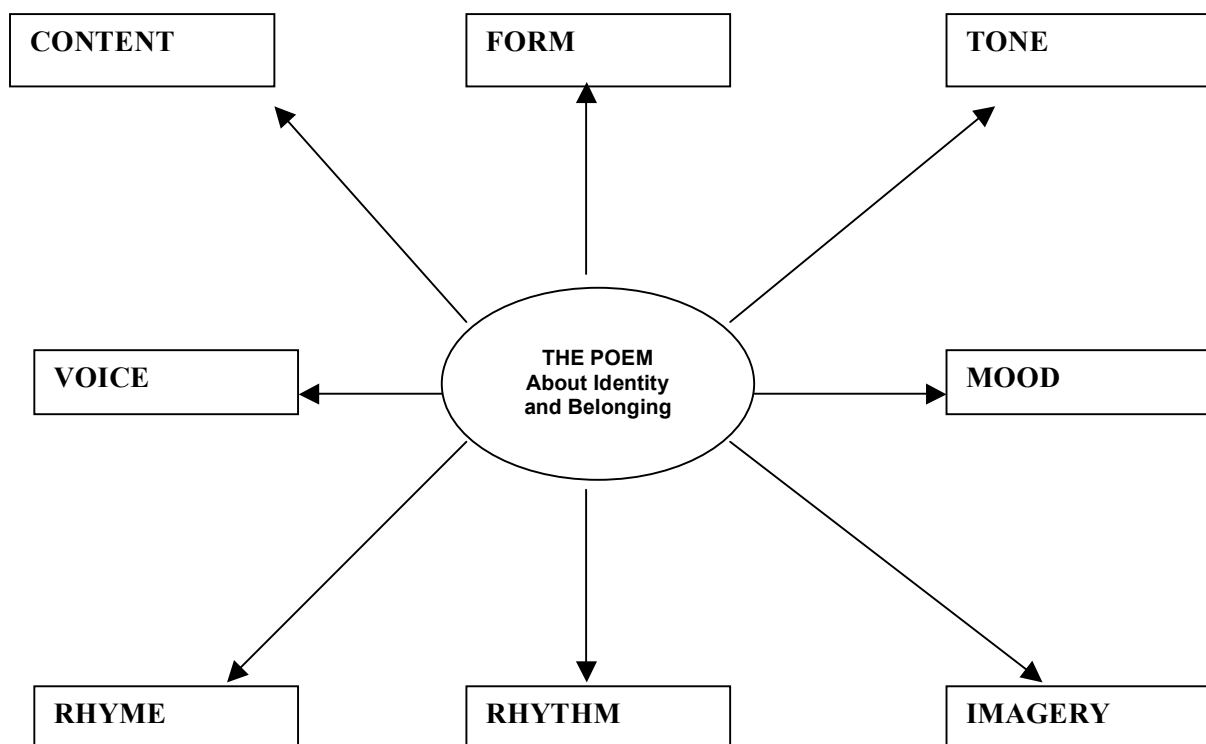 CONTENT
FORM
TONE
VOICE
THE POEM
About Identity
and Belonging
MOOD
RHYME
RHYTHM
IMAGERY